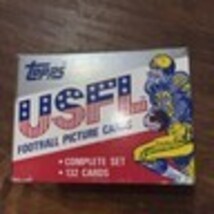 Topps
USFL
FOOTBALL PICTURE CARDS
• COMPLETE SET
• 132 CARDS